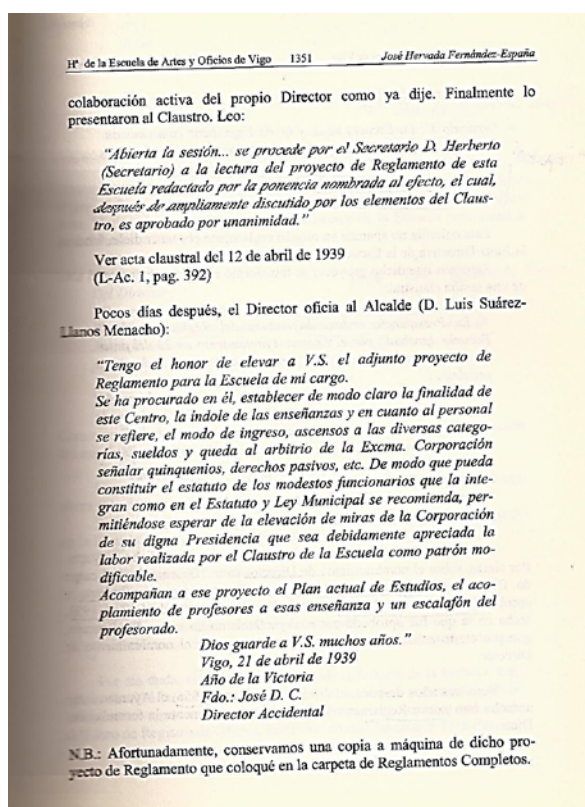 Hª de la Escuela de Artes y Oficios de Vigo 1351 José Hervada Fernández-España
colaboración activa del propio Director como ya dije. Finalmente lo
presentaron al Claustro. Leo:
"Abierta la sesión... se procede por el Secretario D. Herberto
(Secretario) a la lectura del proyecto de Reglamento de esta
Escuela redactado por la ponencia nombrada al efecto, el cual,
después de ampliamente discutido por los elementos del Claus-
tro, es aprobado por unanimidad."
Ver acta claustral del 12 de abril de 1939
(L-Ac. 1, pag. 392)
Pocos días después, el Director oficia al Alcalde (D. Luis Suárez-
Llanos Menacho):
"Tengo el honor de elevar a V.S. el adjunto proyecto de
Reglamento para la Escuela de mi cargo.
Se ha procurado en él, establecer de modo claro la finalidad de
este Centro, la índole de las enseñanzas y en cuanto al personal
se refiere, el modo de ingreso, ascensos a las diversas catego-
rías, sueldos y queda al arbitrio de la Excma. Corporación
señalar quinquenios, derechos pasivos, etc. De modo que pueda
constituir el estatuto de los modestos funcionarios que la inte-
gran como en el Estatuto y Ley Municipal se recomienda, per-
mitiéndose esperar de la elevación de miras de la Corporación
de su digna Presidencia que sea debidamente apreciada la
labor realizada por el Claustro de la Escuela como patrón mo-
dificable.
Acompañan a ese proyecto el Plan actual de Estudios, el aco-
plamiento de profesores a esas enseñanza y un escalafón del
profesorado.
Dios guarde a V.S. muchos años."
Vigo, 21 de abril de 1939
Año de la Victoria
Fdo.: José D. C.
Director Accidental
N.B.: Afortunadamente, conservamos una copia a máquina de dicho pro-
yecto de Reglamento que coloqué en la carpeta de Reglamentos Completos.